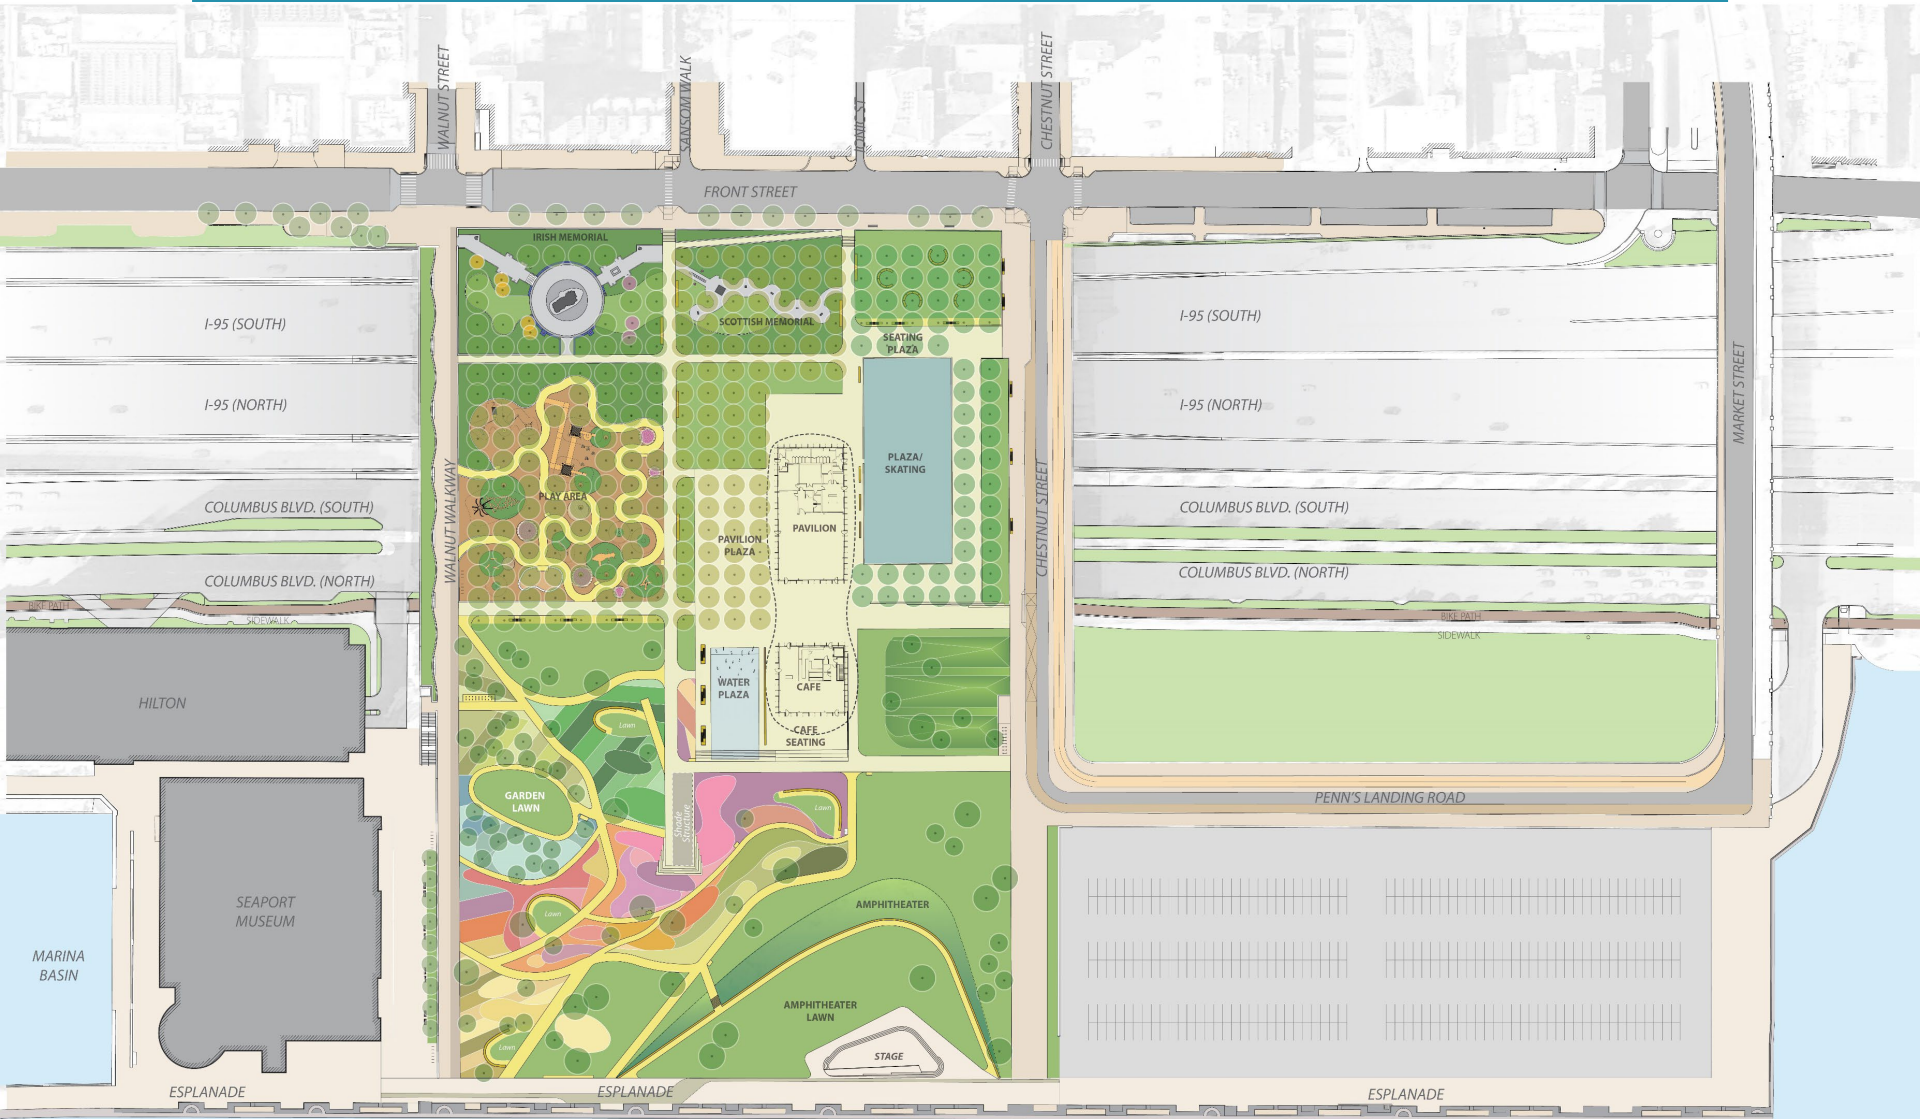 WALNUT STREET
SANSOM WALK
IONIC ST
CHESTNUT STREET
FRONT STREET
IRISH MEMORIAL
SCOTTISH MEMORIAL
SEATING
PLAZA
I-95 (SOUTH)
I-95 (SOUTH)
MARKET STREET
I-95 (NORTH)
I-95 (NORTH)
PLAZA/
SKATING
WALNUT WALKWAY
PLAY AREA
PAVILION
PAVILION
PLAZA
CHESTNUT STREET
COLUMBUS BLVD. (SOUTH)
COLUMBUS BLVD. (SOUTH)
COLUMBUS BLVD. (NORTH)
COLUMBUS BLVD. (NORTH)
BIKE PATH
SIDEWALK
BIKE PATH
SIDEWALK
HILTON
WATER
PLAZA
CAFE
CAFE
SEATING
Lawn
GARDEN
LAWN
Shade
Structure
Lawn
PENN'S LANDING ROAD
SEAPORT
MUSEUM
Lawn
AMPHITHEATER
MARINA
BASIN
AMPHITHEATER
LAWN
Lawn
STAGE
ESPLANADE
ESPLANADE
ESPLANADE